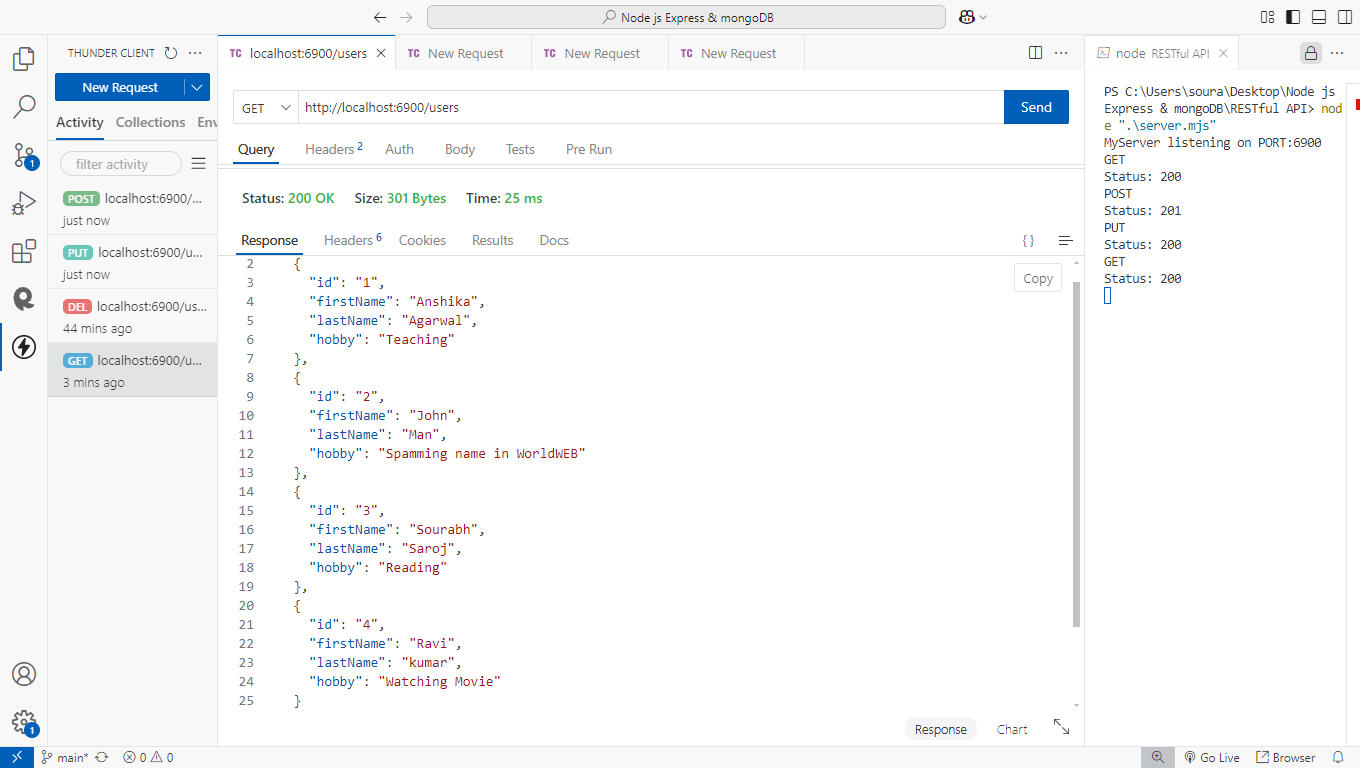 Node js Express & mongoDB
THUNDER CLIENT
New Request
Activity Collections Env
filter activity
POST localhost:6900/...
just now
PUT localhost:6900/u...
just now
DEL localhost:6900/us...
44 mins ago
GET localhost:6900/u...
3 mins ago
1
1
TC localhost:6900/users
TC New Request
TC New Request
TC New Request
GET http://localhost:6900/users Send
Query Headers 2 Auth Body Tests Pre Run
Status: 200 OK Size: 301 Bytes Time: 25 ms
Response Headers 6 Cookies Results Docs { }
Copy
2 {
3 "id": "1",
4 "firstName": "Anshika",
5 "lastName": "Agarwal",
6 "hobby": "Teaching"
7 },
8 {
9 "id": "2",
10 "firstName": "John",
11 "lastName": "Man",
12 "hobby": "Spamming name in WorldWEB"
13 },
14 {
15 "id": "3",
16 "firstName": "Sourabh",
17 "lastName": "Saroj",
18 "hobby": "Reading"
19 },
20 {
21 "id": "4",
22 "firstName": "Ravi",
23 "lastName": "kumar",
24 "hobby": "Watching Movie"
25 }
Response Chart
node RESTful API
PS C:\Users\soura\Desktop\Node js
Express & mongoDB\RESTful API> nod
e ".\server.mjs"
MyServer listening on PORT:6900
GET
Status: 200
POST
Status: 201
PUT
Status: 200
GET
Status: 200
main* 0 0 Go Live Browser